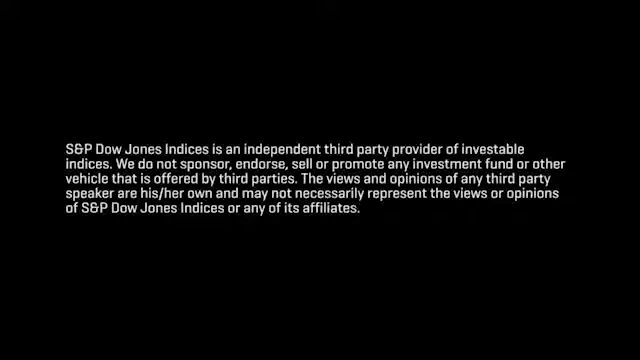 S&P Dow Jones Indices is an independent third party provider of investable
indices. We do not sponsor, endorse, sell or promote any investment fund or other
vehicle that is offered by third parties. The views and opinions of any third party
speaker are his/her own and may not necessarily represent the views or opinions
of S&P Dow Jones Indices or any of its affiliates.